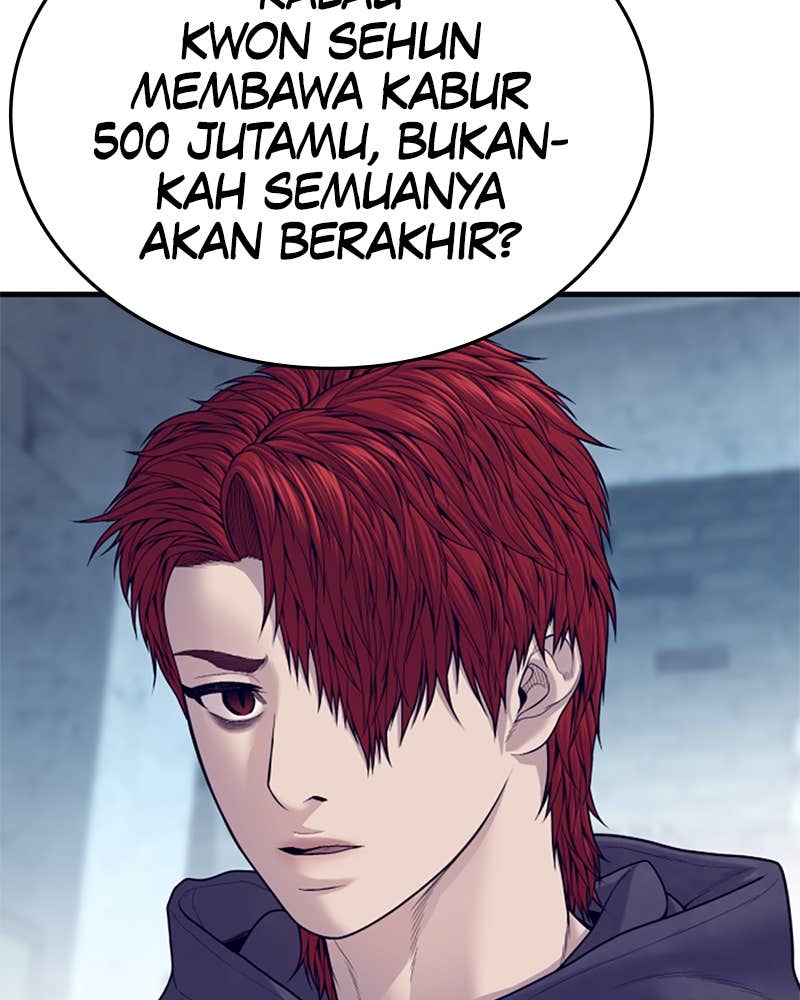 KWON SEHUN
MEMBAWA KABUR
500 JUTAMU, BUKAN-
KAH SEMUANYA
AKAN BERAKHIR?